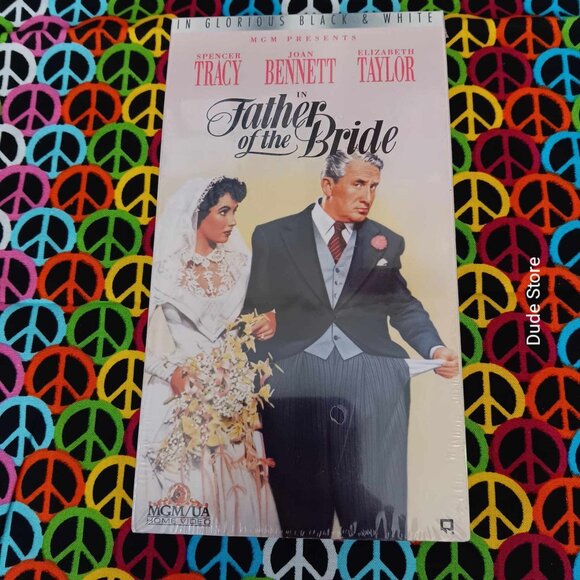 IN GLORIOUS BLACK & WHITE
MGM PRESENTS
SPENCER TRACY
JOAN BENNETT
ELIZABETH TAYLOR
IN
Father
of the Bride
MGM/UA
HOME VIDEO
Dude Store